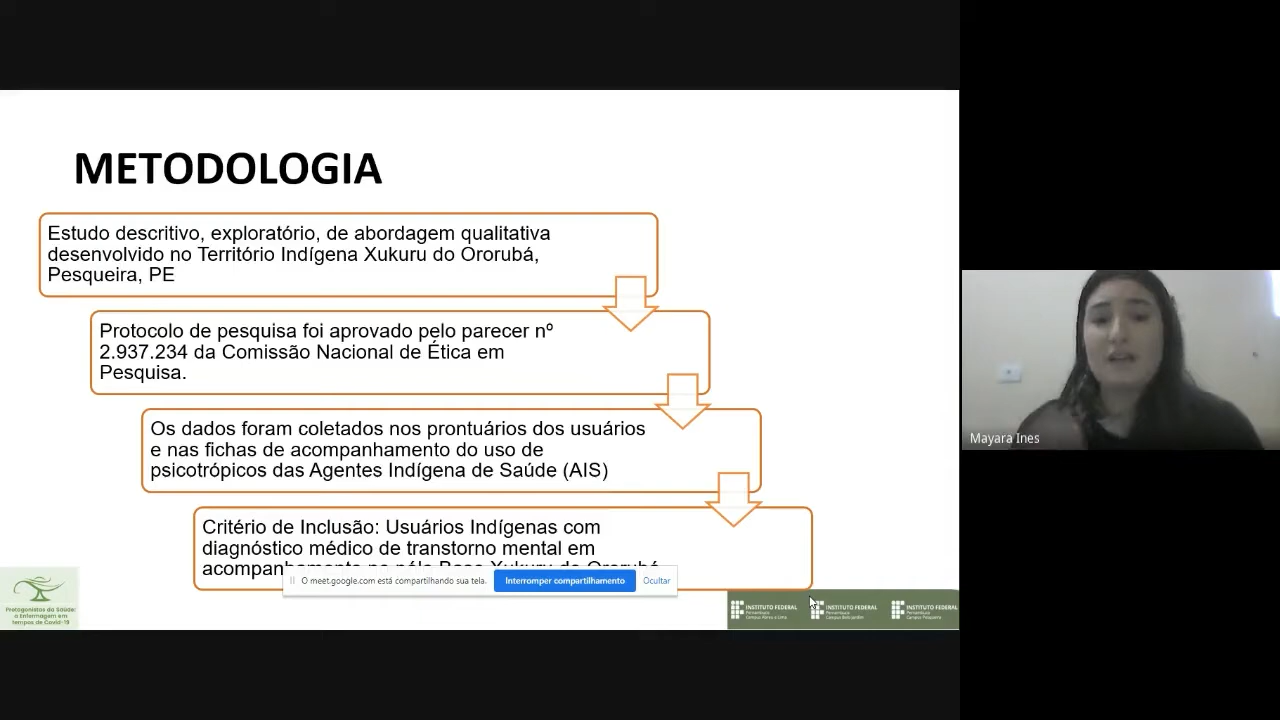 METODOLOGIA
Estudo descritivo, exploratório, de abordagem qualitativa
desenvolvido no Território Indígena Xukuru do Ororubá,
Pesqueira, PE
Protocolo de pesquisa foi aprovado pelo parecer nº
2.937.234 da Comissão Nacional de Ética em
Pesquisa.
Os dados foram coletados nos prontuários dos usuários
e nas fichas de acompanhamento do uso de
psicotrópicos das Agentes Indígena de Saúde (AIS)
Critério de Inclusão: Usuários Indígenas com
diagnóstico médico de transtorno mental em
acompanhamento no pólo Base Xukuru do Ororubá
O meet.google.com está compartilhando sua tela.
Interromper compartilhamento
Ocultar
Protagonistas da Saúde:
a Enfermagem em
tempos de Covid-19
INSTITUTO FEDERAL
Pernambuco
Campus Abreu e Lima
INSTITUTO FEDERAL
Pernambuco
Campus Belo Jardim
INSTITUTO FEDERAL
Pernambuco
Campus Pesqueira
Mayara Ines